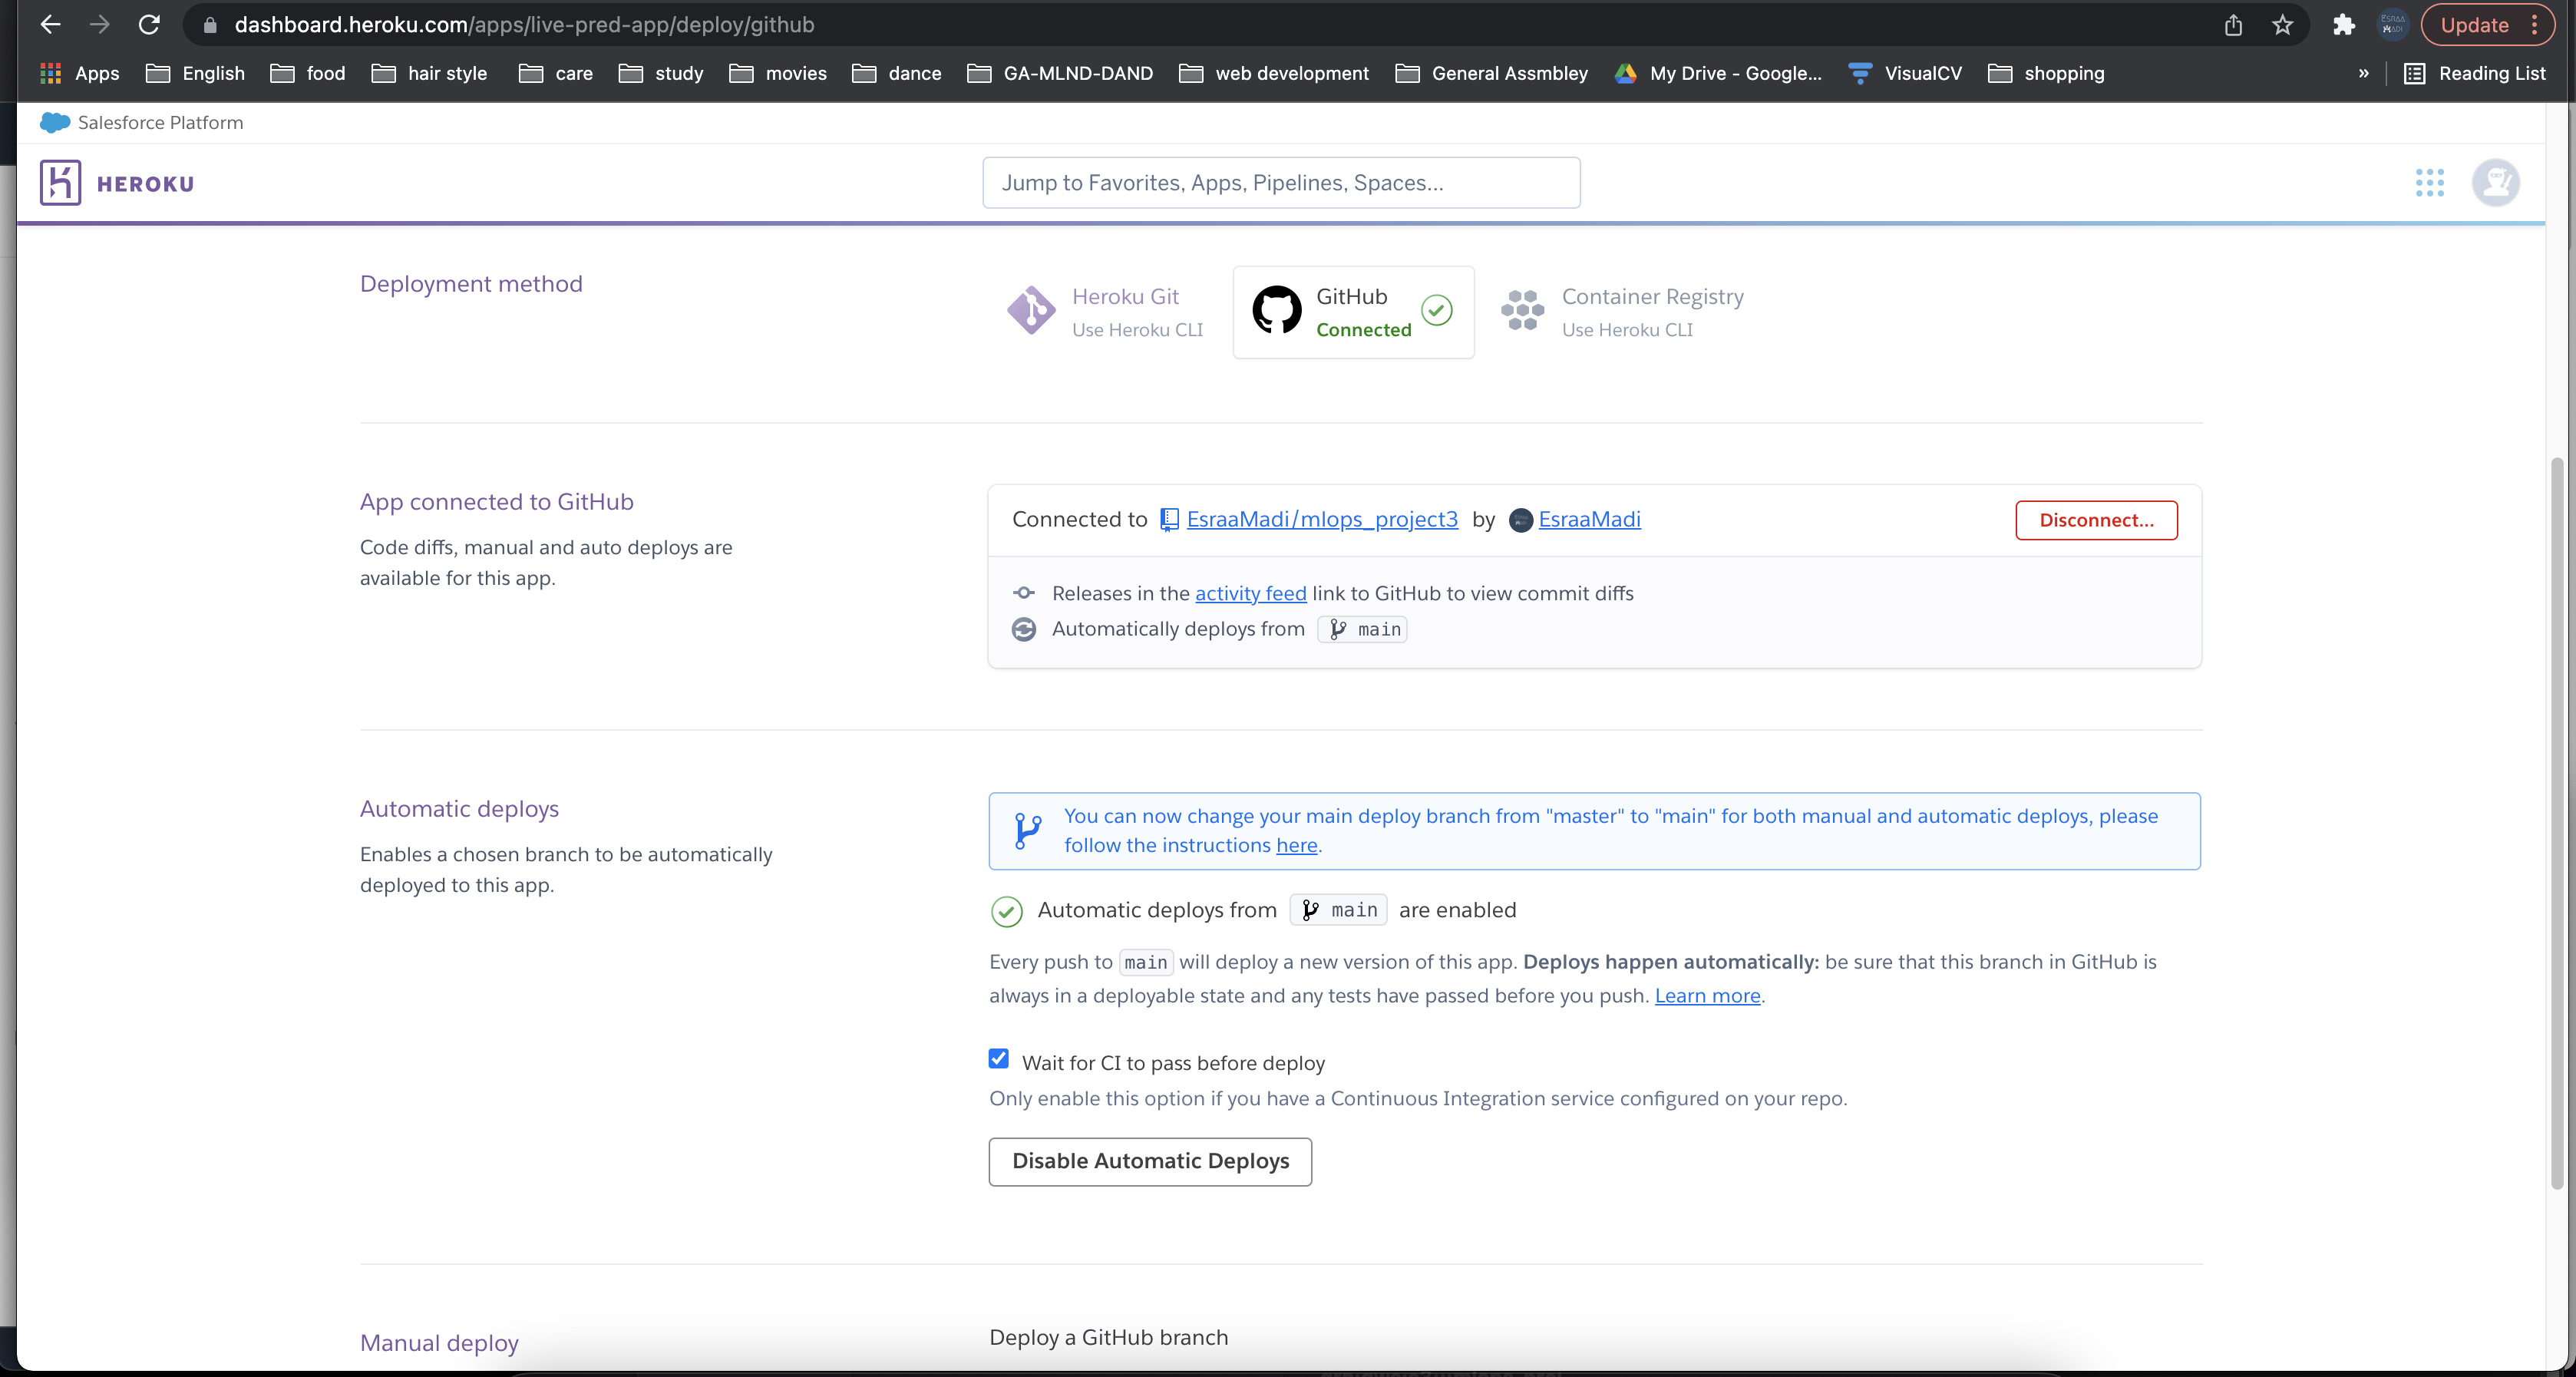 dashboard.heroku.com/apps/live-pred-app/deploy/github
Update
Apps English food hair style care study movies dance GA-MLND-DAND web development General Assmbley My Drive - Google... VisualCV shopping » Reading List
Salesforce Platform
HEROKU
Jump to Favorites, Apps, Pipelines, Spaces...
Deployment method
Heroku Git
Use Heroku CLI
GitHub
Connected
Container Registry
Use Heroku CLI
App connected to GitHub
Code diffs, manual and auto deploys are
available for this app.
Connected to EsraaMadi/mlops_project3 by EsraaMadi
Disconnect...
Releases in the activity feed link to GitHub to view commit diffs
Automatically deploys from main
Automatic deploys
Enables a chosen branch to be automatically
deployed to this app.
You can now change your main deploy branch from "master" to "main" for both manual and automatic deploys, please
follow the instructions here.
Automatic deploys from main are enabled
Every push to main will deploy a new version of this app. Deploys happen automatically: be sure that this branch in GitHub is
always in a deployable state and any tests have passed before you push. Learn more.
Wait for CI to pass before deploy
Only enable this option if you have a Continuous Integration service configured on your repo.
Disable Automatic Deploys
Manual deploy
Deploy a GitHub branch